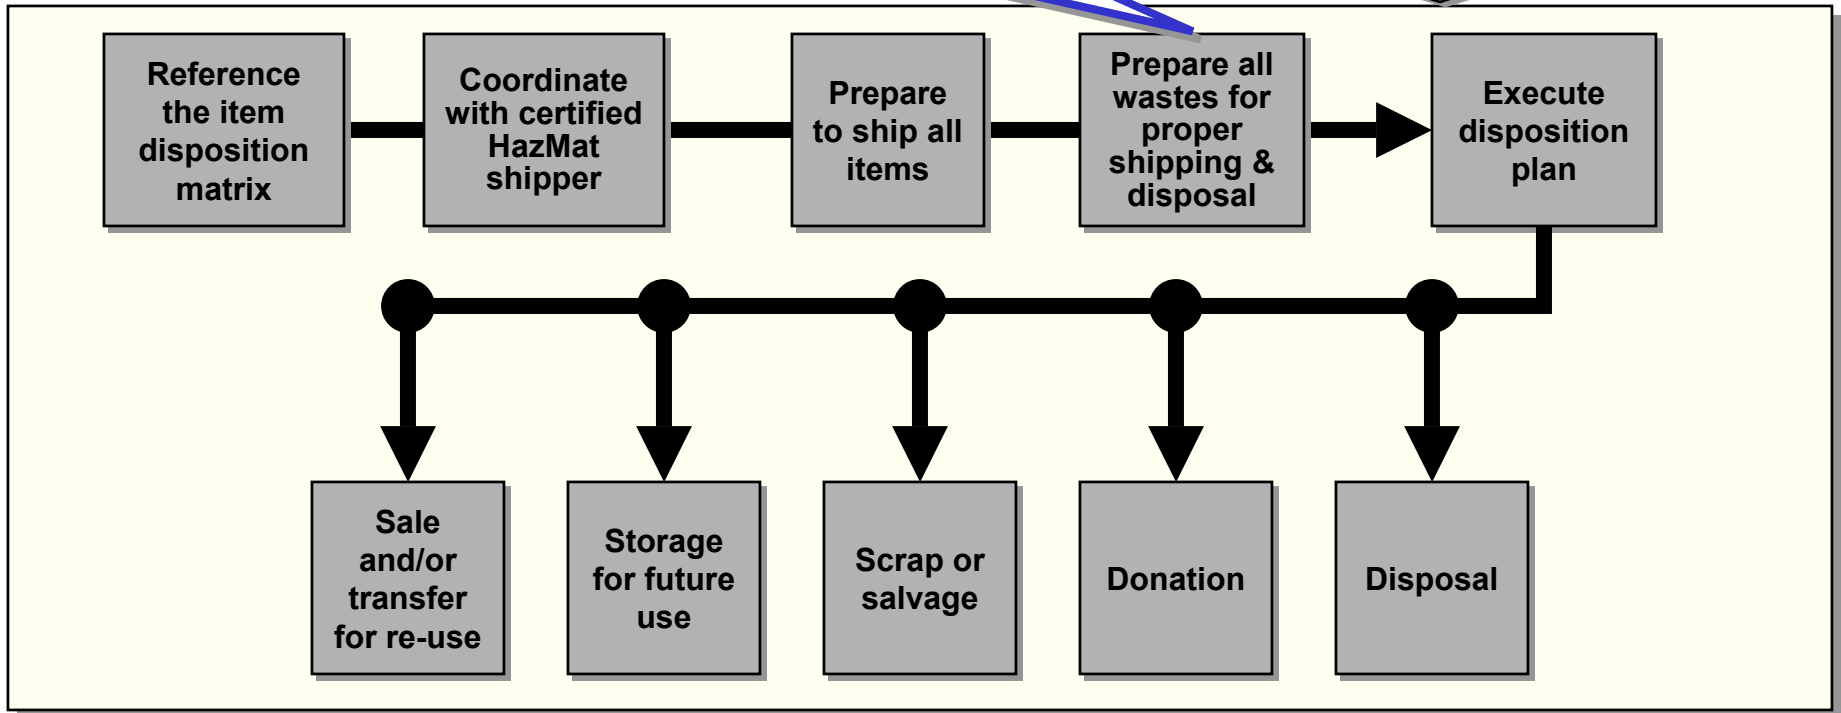 Reference
the item
disposition
matrix
Coordinate
with certified
HazMat
shipper
Prepare
to ship all
items
Prepare all
wastes for
proper
shipping &
disposal
Execute
disposition
plan
Sale
and/or
transfer
for re-use
Storage
for future
use
Scrap or
salvage
Donation
Disposal